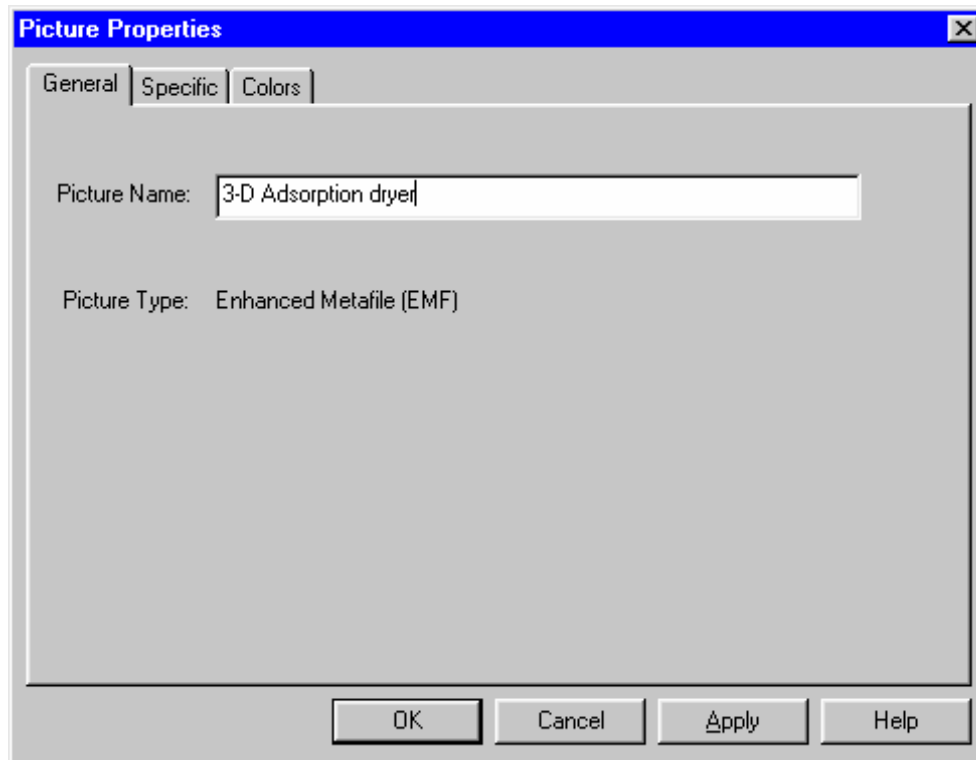 Picture Properties
General Specific Colors
Picture Name: 3-D Adsorption dryer
Picture Type: Enhanced Metafile (EMF)
OK Cancel Apply Help